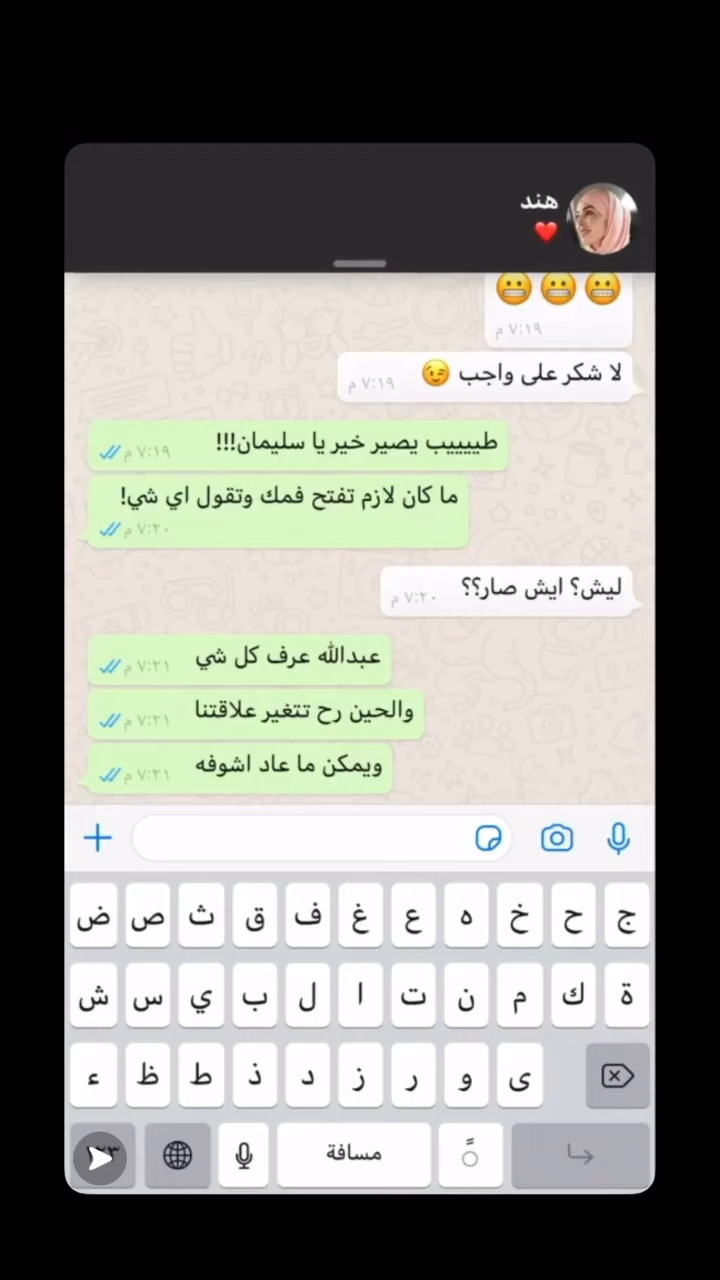 هند
❤️
😬 😬 😬
٧:١٩ م
لا شكر على واجب 😉
٧:١٩ م
طيييييب يصير خير يا سليمان!!!
٧:١٩ م
ما كان لازم تفتح فمك وتقول اي شي!
٧:٢٠ م
ليش؟ ايش صار؟؟
٧:٢٠ م
عبدالله عرف كل شي
٧:٢١ م
والحين رح تتغير علاقتنا
٧:٢١ م
ويمكن ما عاد اشوفه
٧:٢١ م
ض ص ث ق ف غ ع ه خ ح ج
ش س ي ب ل ا ت ن م ك ة
ء ظ ط ذ د ز ر و ى
مسافة